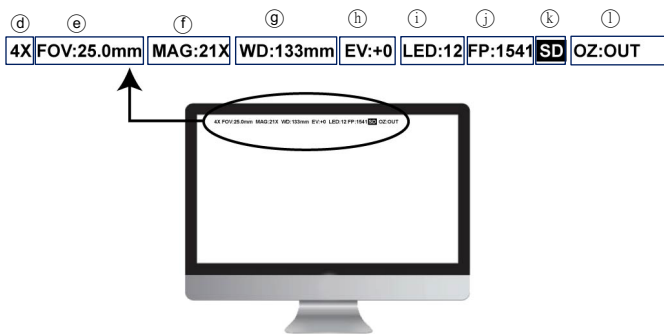 ⓓ ⓔ ⓕ ⓖ ⓗ ⓘ ⓙ ⓚ ⓛ
4X FOV:25.0mm MAG:21X WD:133mm EV:+0 LED:12 FP:1541 SD OZ:OUT
4X FOV:25.0mm MAG:21X WD:133mm EV:+0 LED:12 FP:1541 SD OZ:OUT